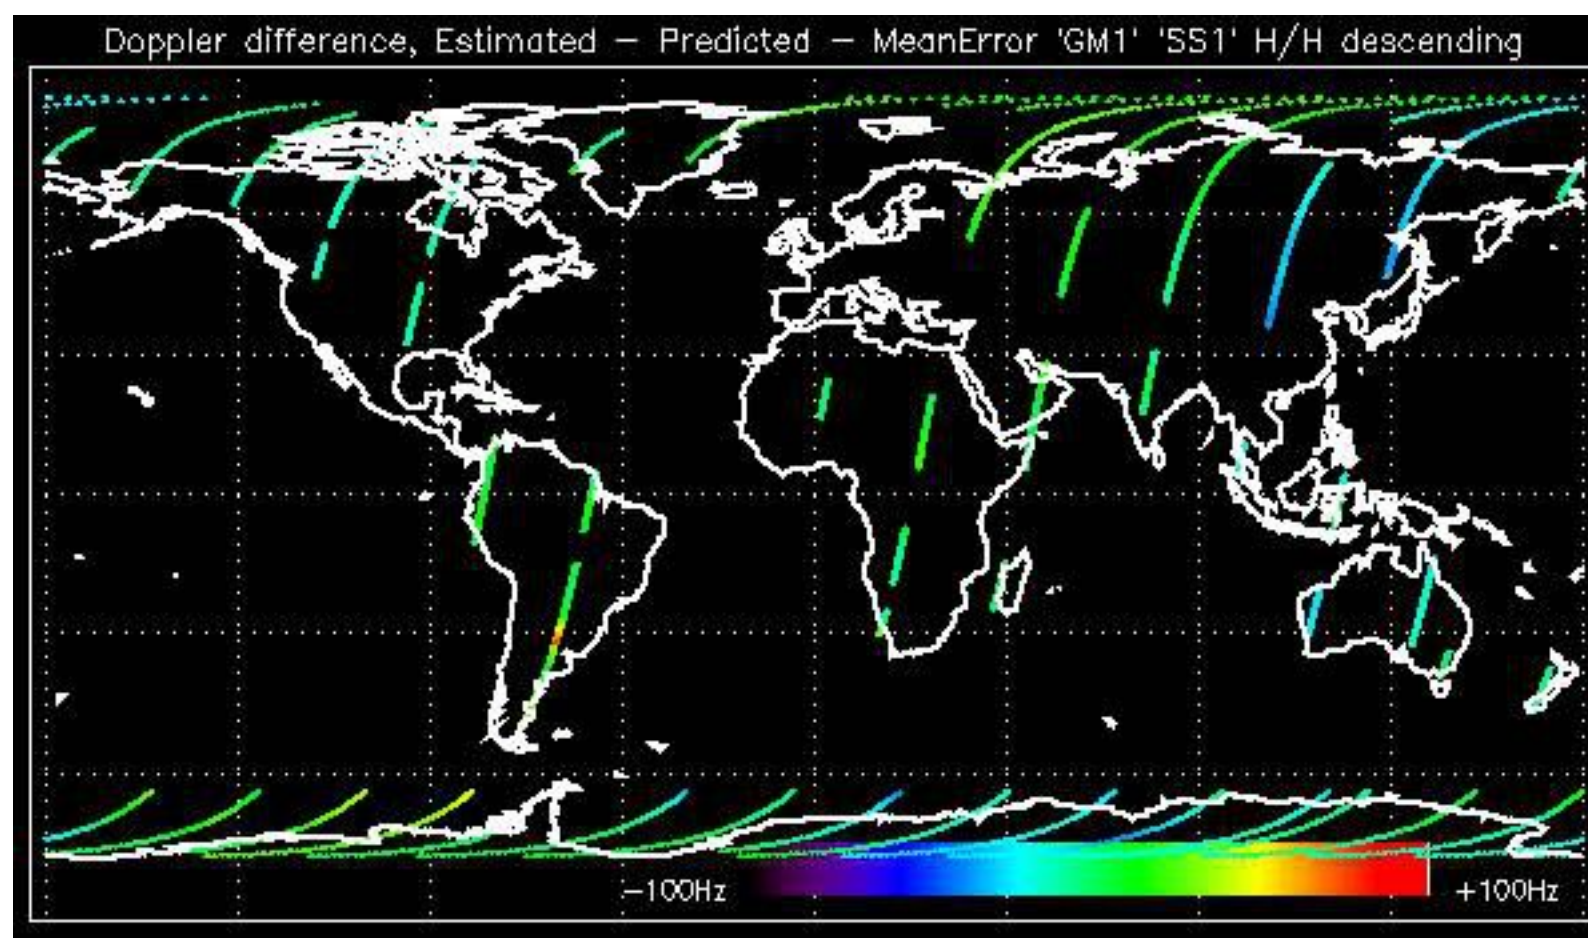 Doppler difference, Estimated - Predicted - MeanError 'GM1' 'SS1' H/H descending
-100Hz +100Hz